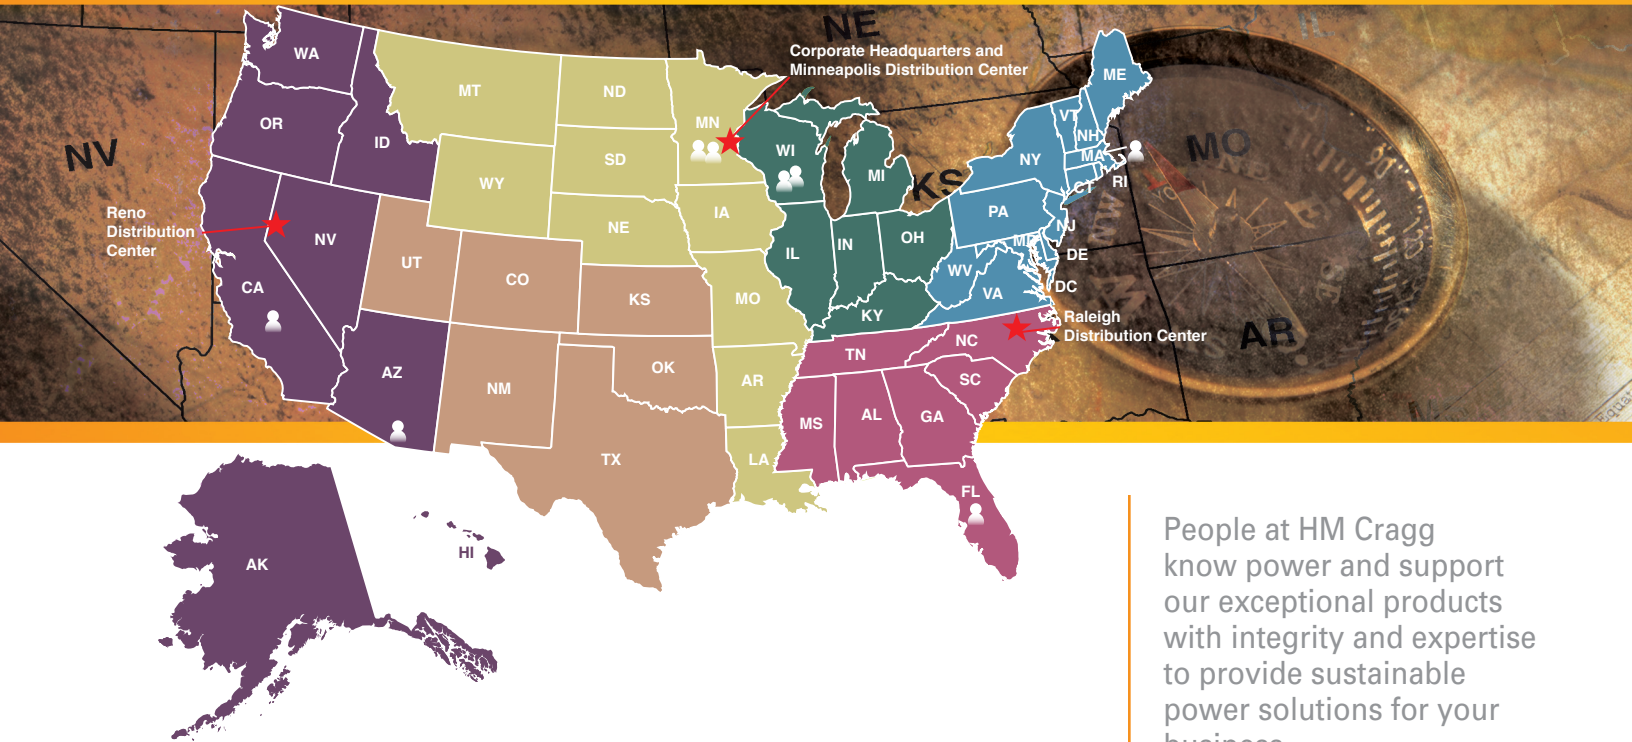 NE
IL
Corporate Headquarters and
Minneapolis Distribution Center
WA
ME
MT
ND
MN
VT
OR
NH
ID
NV
MO
WI
SD
NY
MA
KS
MI
RI
WY
CT
Reno
Distribution
Center
IA
PA
NE
NJ
NV
IN
OH
MD
UT
IL
DE
CO
WV
CA
VA
DC
KS
MO
KY
Raleigh
Distribution Center
AR
NC
TN
OK
AZ
AR
SC
NM
MS
AL
GA
TX
LA
FL
HI
AK
People at HM Cragg
know power and support
our exceptional products
with integrity and expertise
to provide sustainable
power solutions for your